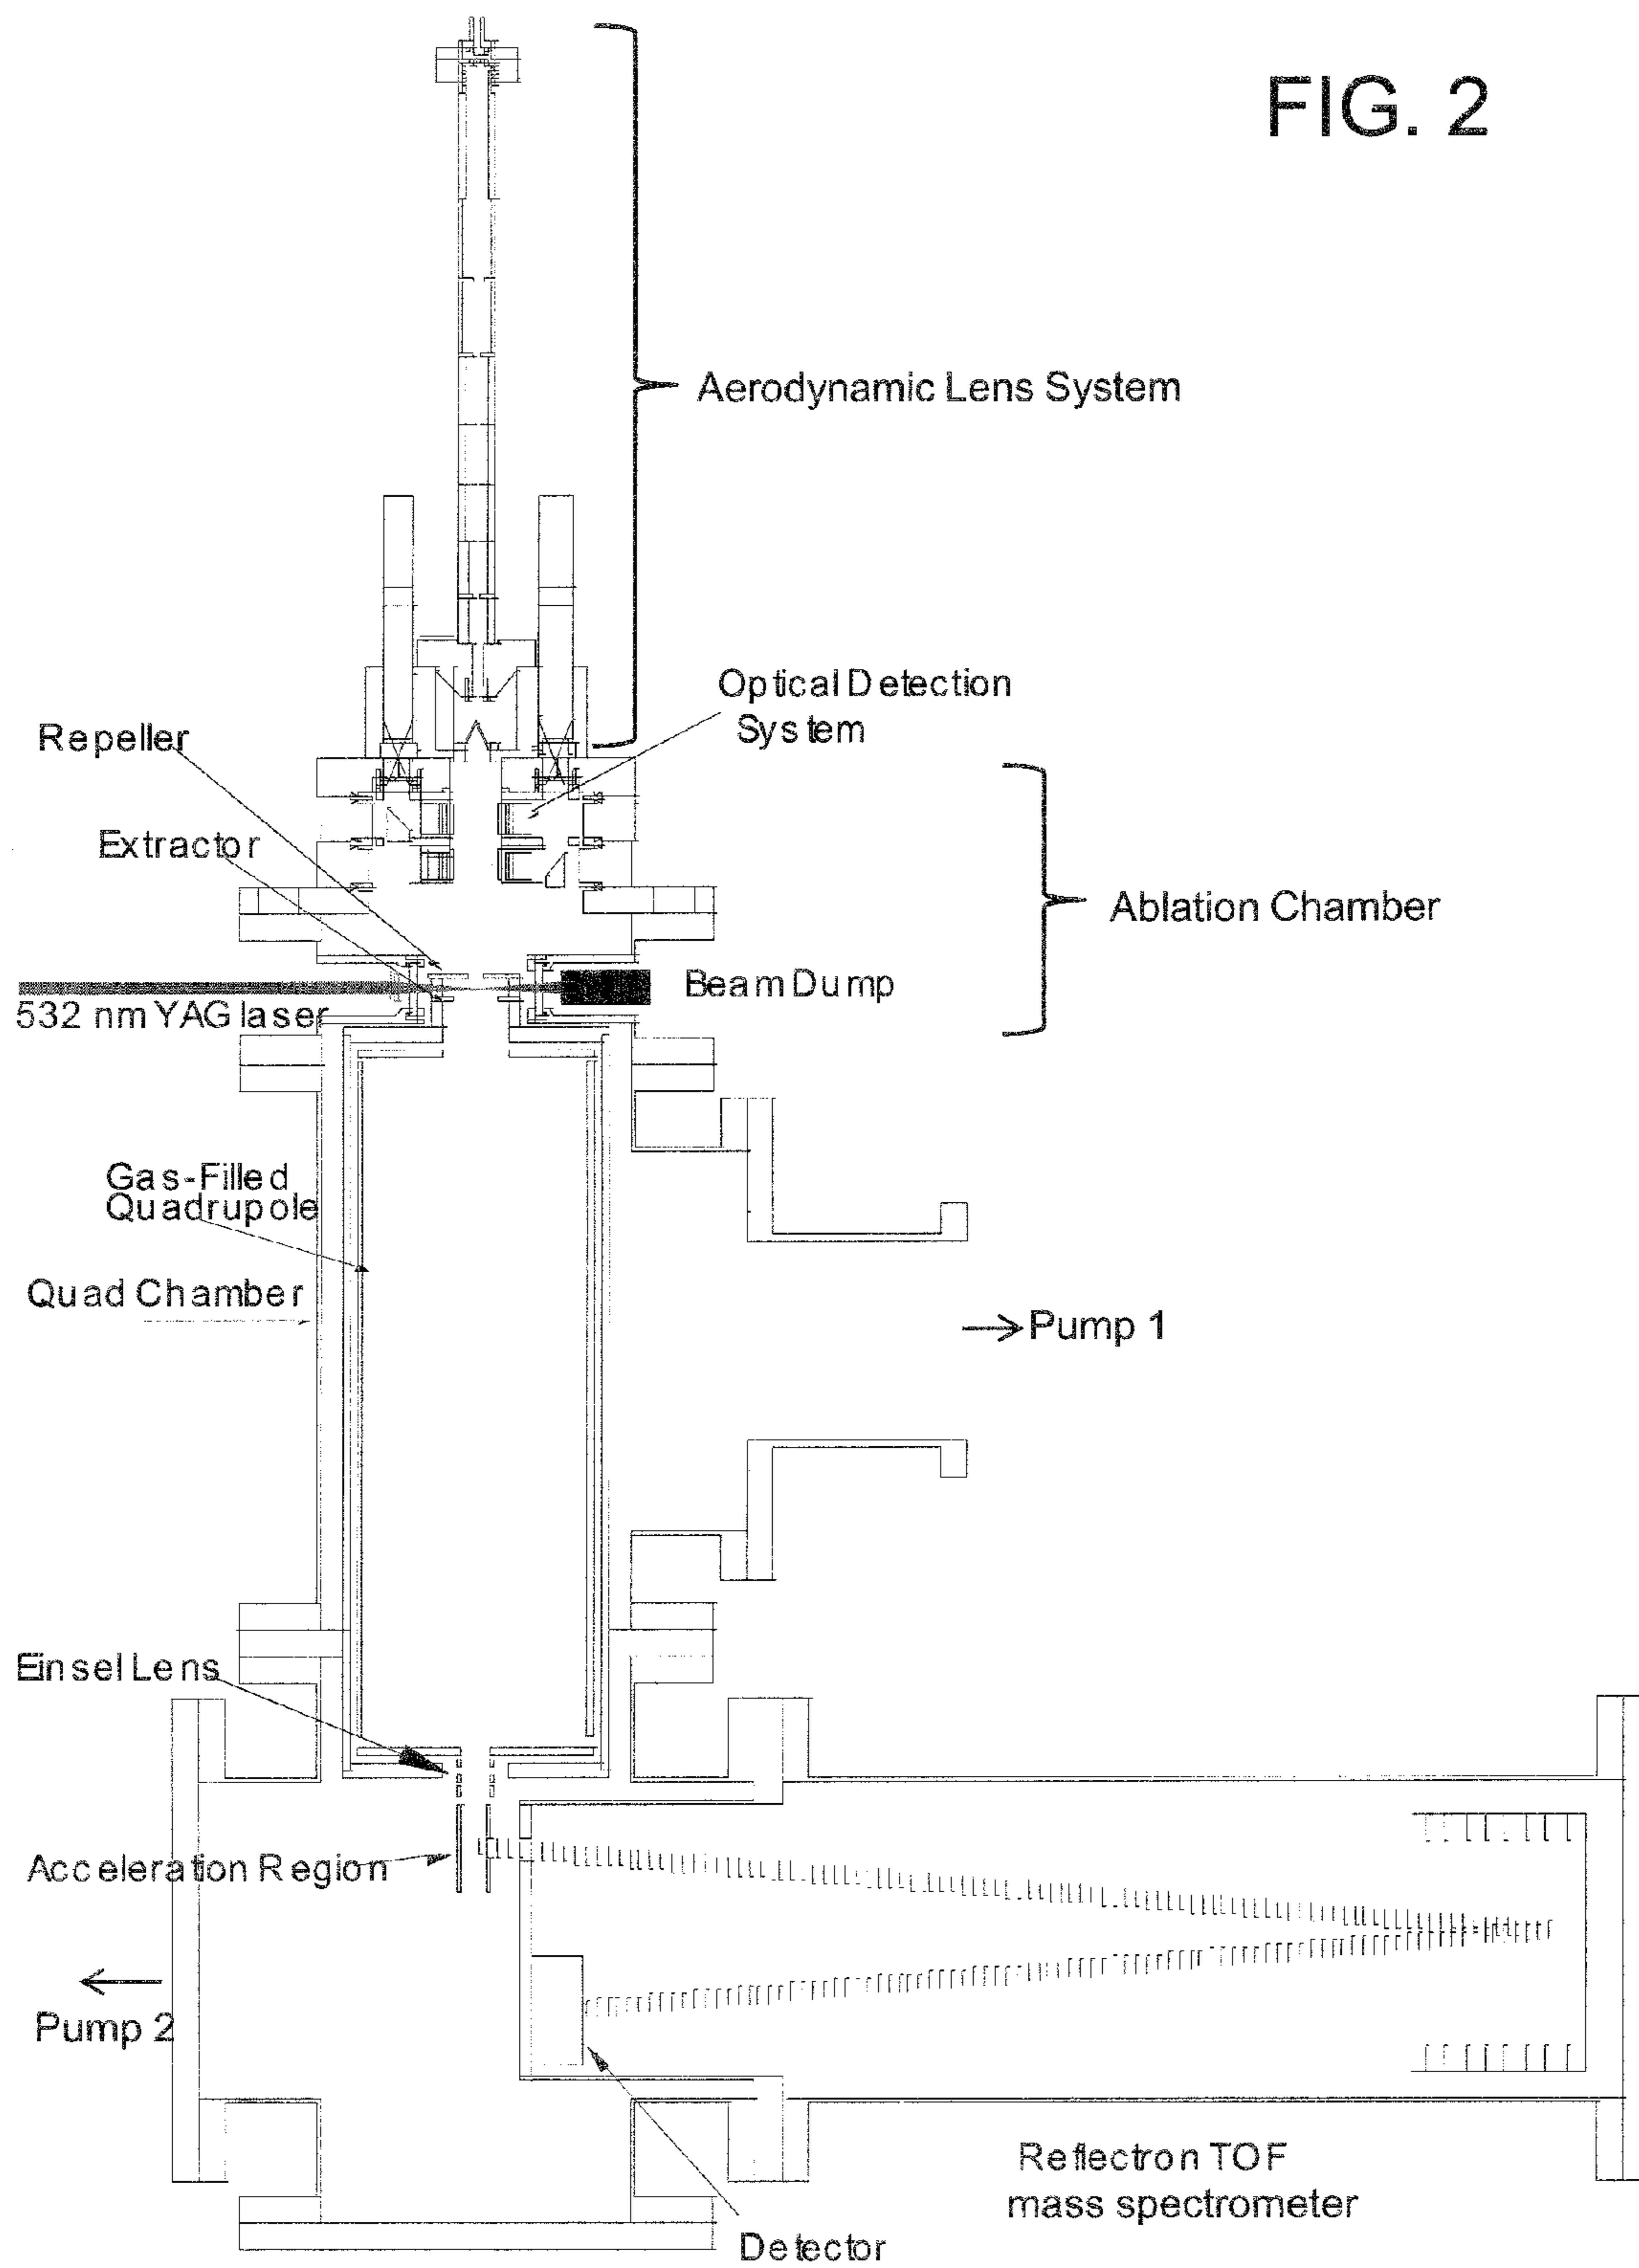 FIG. 2
Aerodynamic Lens System
Optical Detection
System
Repeller
Extractor
Ablation Chamber
Beam Dump
532 nm YAG laser
Gas-Filled
Quadrupole
Quad Chamber
Pump 1
Einsel Lens
Acceleration Region
Pump 2
Reflectron TOF
mass spectrometer
Detector